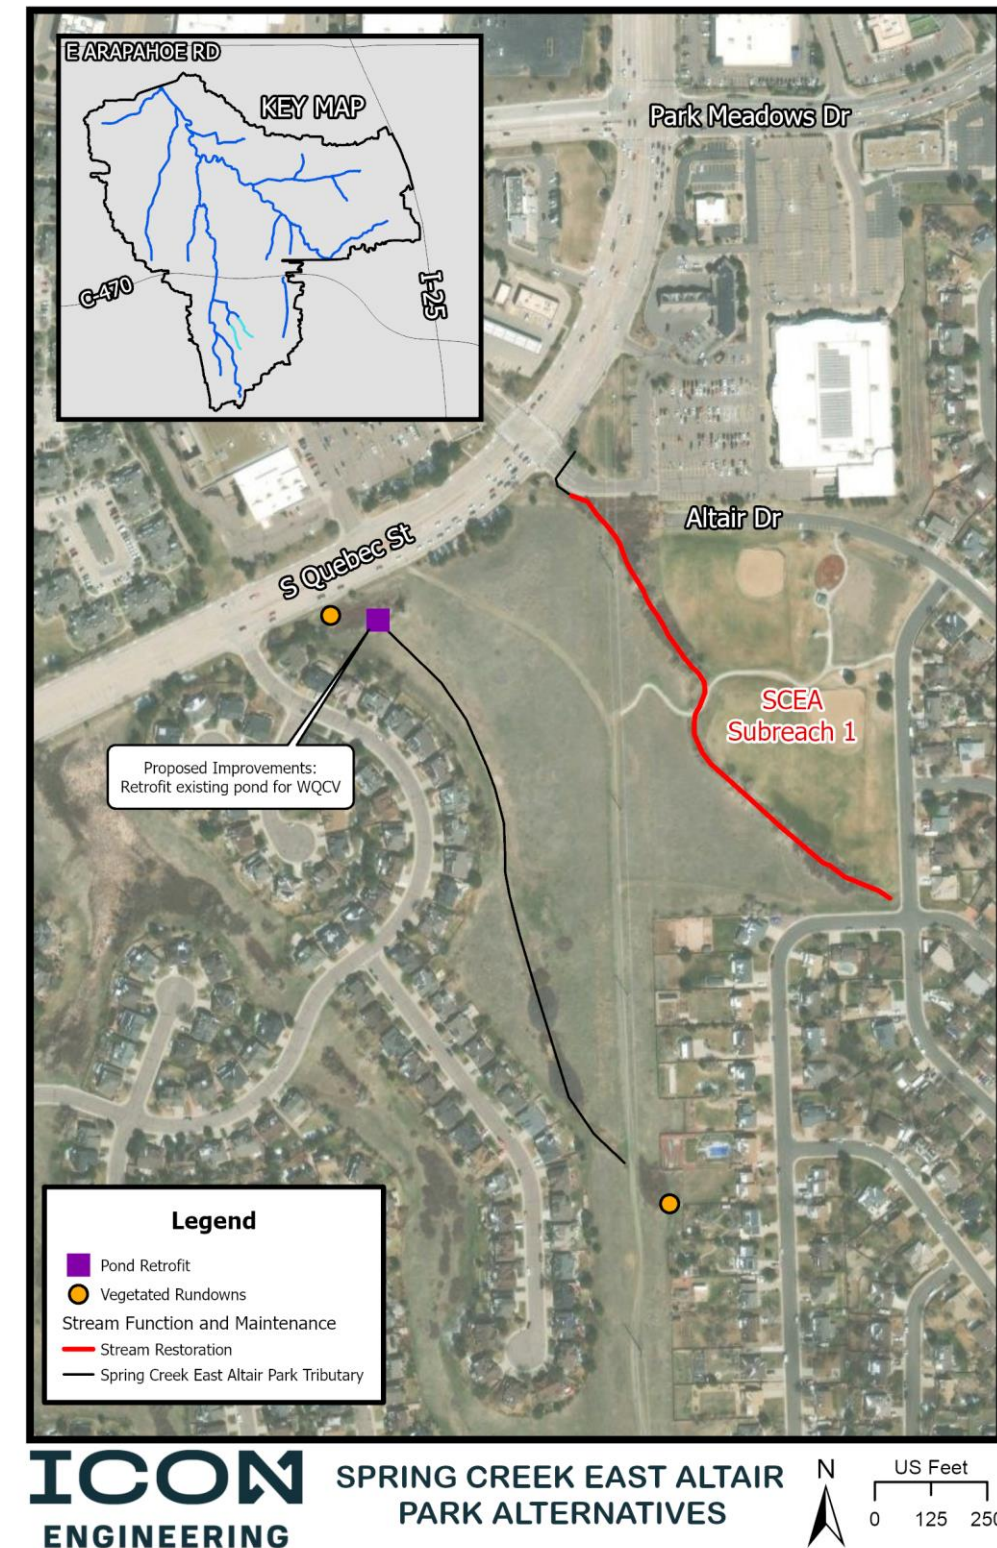 E ARAPAHOE RD
KEY MAP
C-470
I-25
Park Meadows Dr
S Quebec St
Altair Dr
SCEA
Subreach 1
Proposed Improvements:
Retrofit existing pond for WQCV
Legend
Pond Retrofit
Vegetated Rundowns
Stream Function and Maintenance
Stream Restoration
Spring Creek East Altair Park Tributary
ICON
ENGINEERING
SPRING CREEK EAST ALTAIR
PARK ALTERNATIVES
N
US Feet
0 125 250